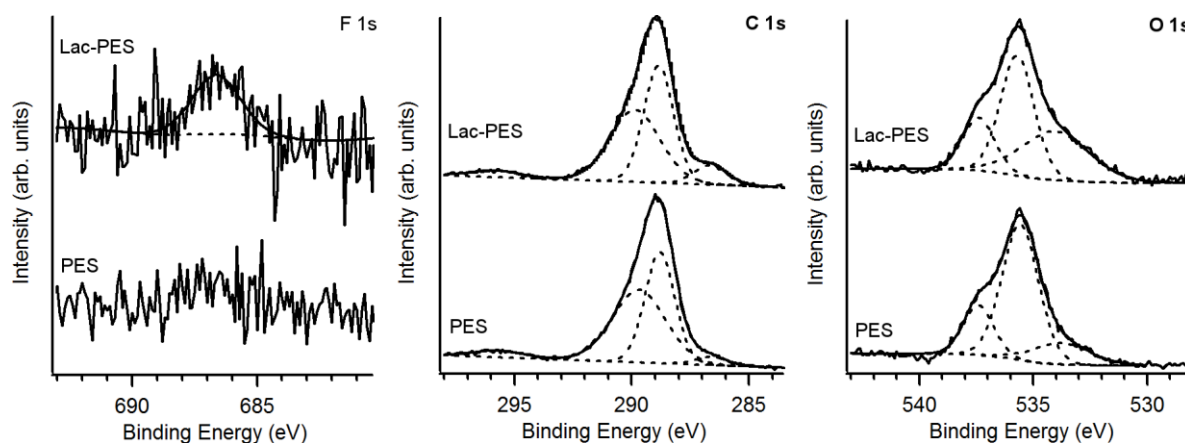 F 1s
Lac-PES
PES
Intensity (arb. units)
690
685
Binding Energy (eV)
C 1s
Lac-PES
PES
Intensity (arb. units)
295
290
285
Binding Energy (eV)
O 1s
Lac-PES
PES
Intensity (arb. units)
540
535
530
Binding Energy (eV)